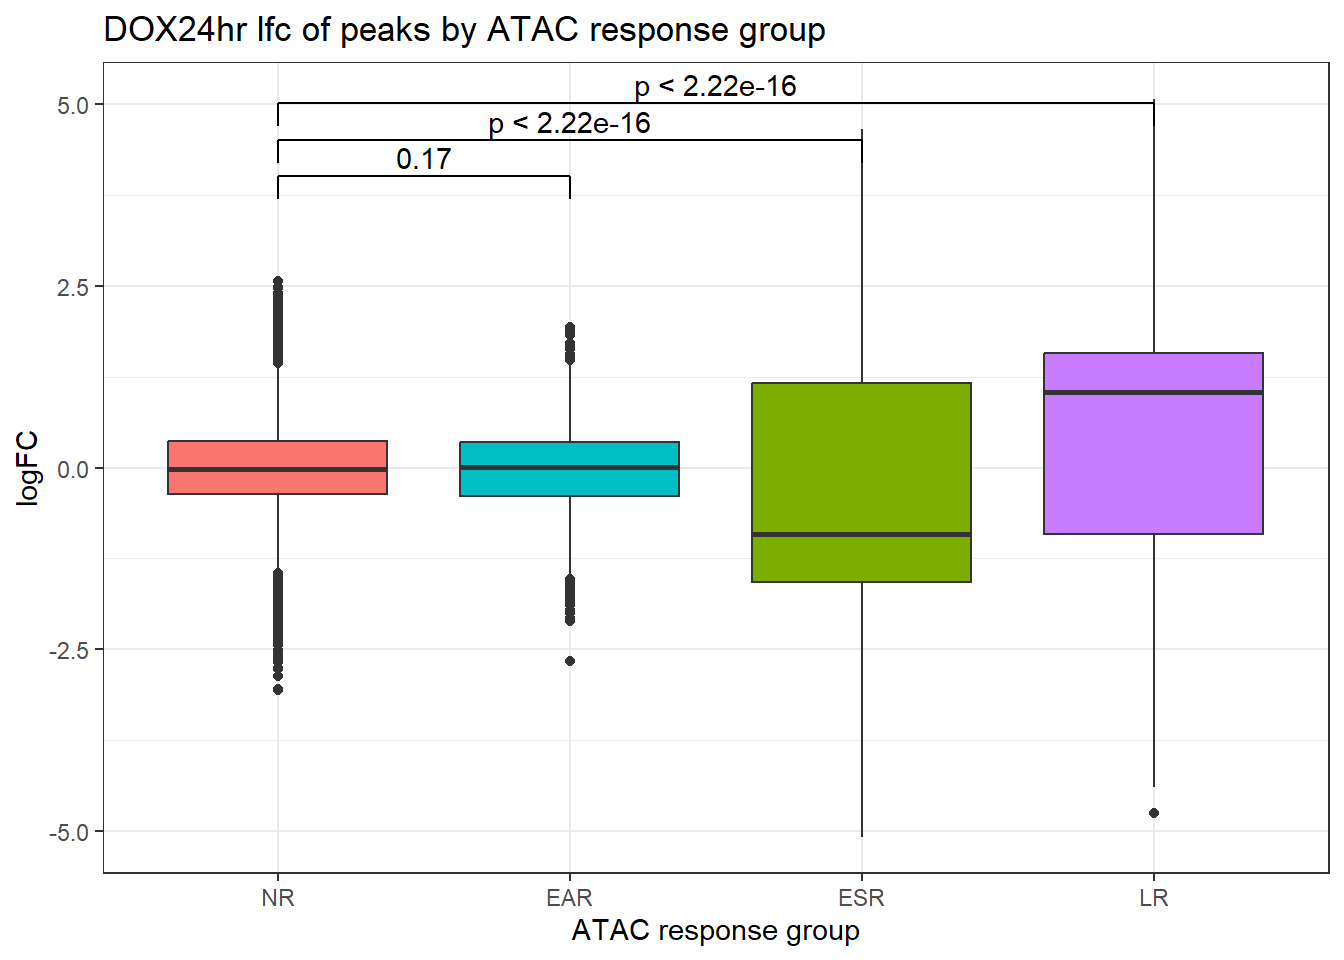 DOX24hr lfc of peaks by ATAC response group
p < 2.22e-16
p < 2.22e-16
0.17
5.0
2.5
0.0
-2.5
-5.0
logFC
NR EAR ESR LR
ATAC response group